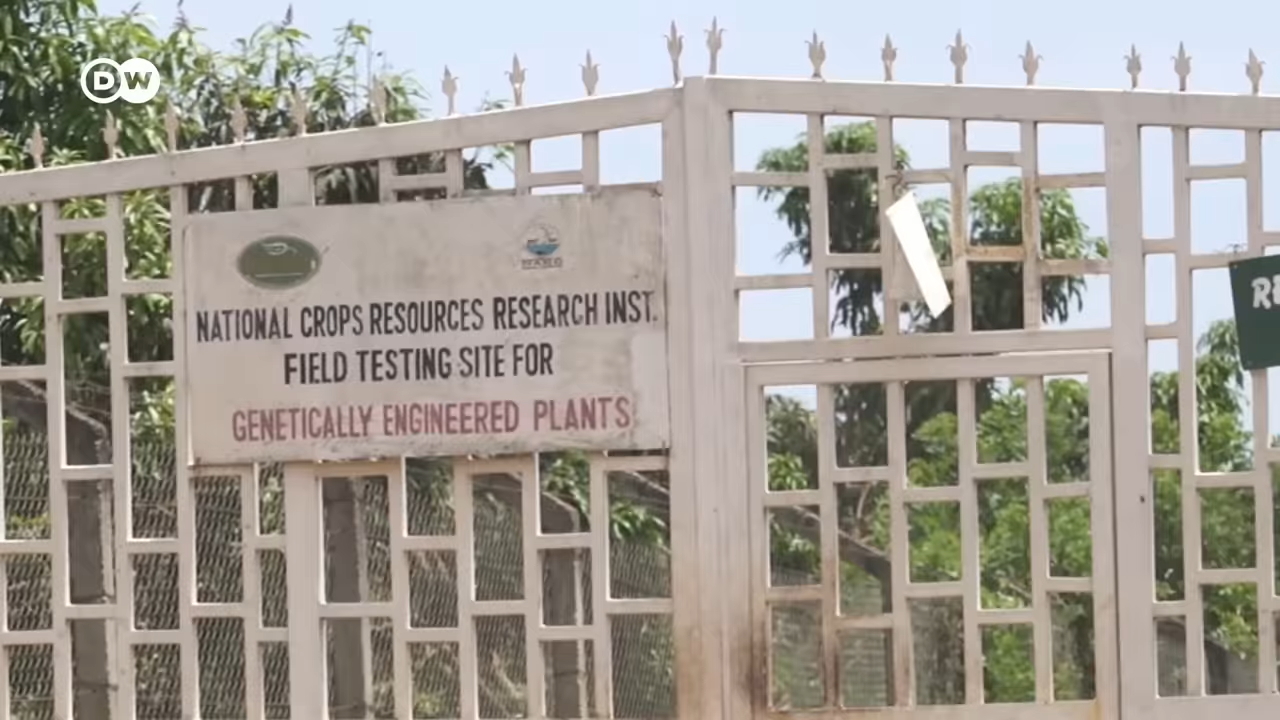 DW
NATIONAL CROPS RESOURCES RESEARCH INST.
FIELD TESTING SITE FOR
GENETICALLY ENGINEERED PLANTS